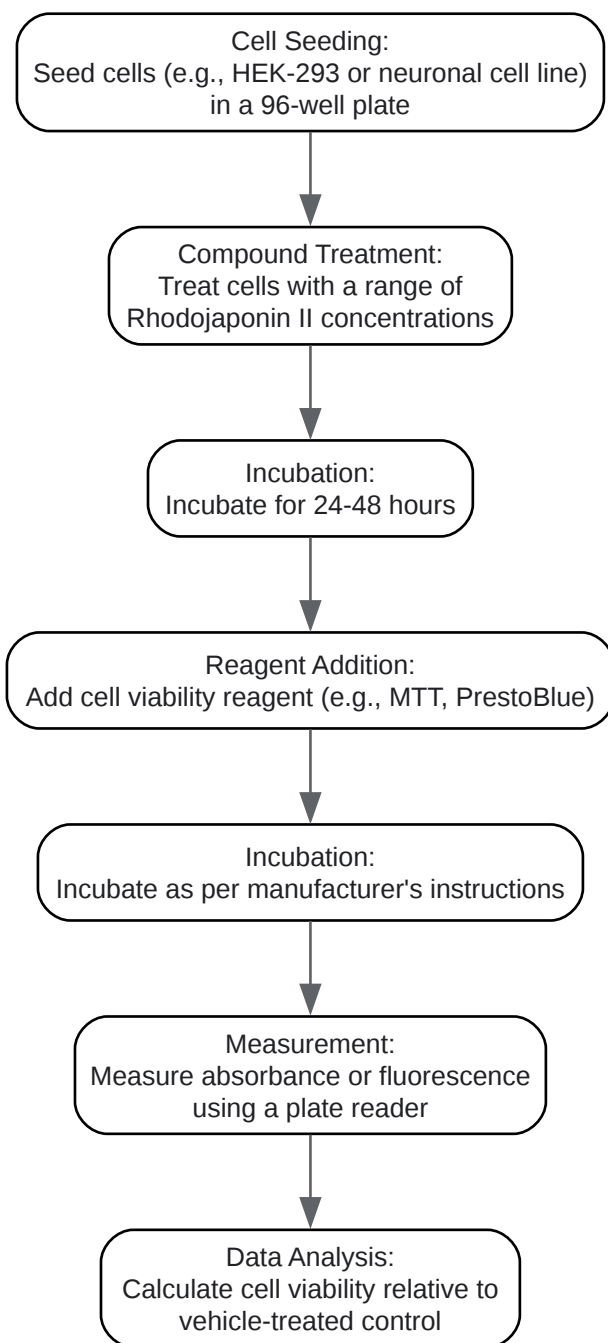 Cell Seeding:
Seed cells (e.g., HEK-293 or neuronal cell line)
in a 96-well plate
Compound Treatment:
Treat cells with a range of
Rhodojaponin II concentrations
Incubation:
Incubate for 24-48 hours
Reagent Addition:
Add cell viability reagent (e.g., MTT, PrestoBlue)
Incubation:
Incubate as per manufacturer's instructions
Measurement:
Measure absorbance or fluorescence
using a plate reader
Data Analysis:
Calculate cell viability relative to
vehicle-treated control